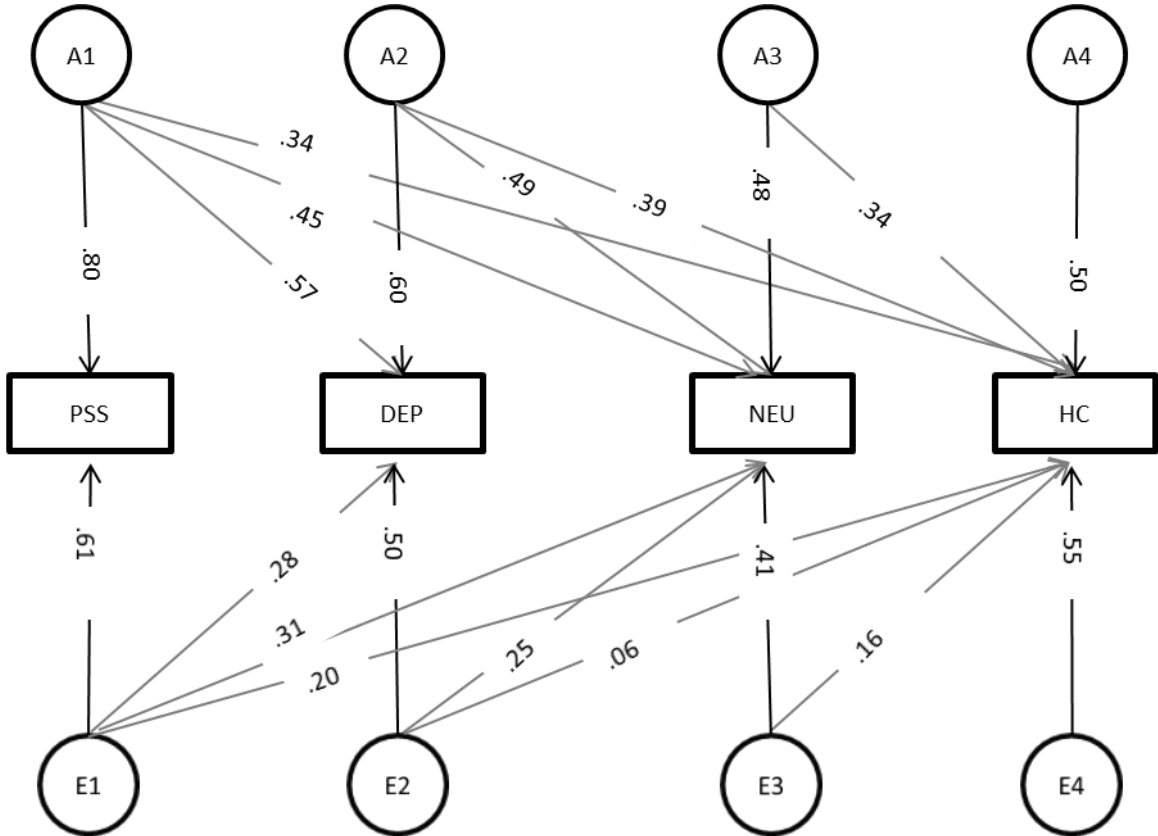 A1
A2
A3
A4
.34
.49
.39
.48
.34
.45
.80
.57
.60
.50
PSS
DEP
NEU
HC
.61
.28
.50
.41
.55
.31
.20
.25
.06
.16
E1
E2
E3
E4